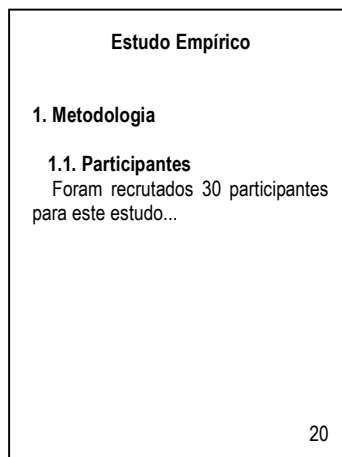 Estudo Empírico
1. Metodologia
1.1. Participantes
Foram recrutados 30 participantes
para este estudo...
20